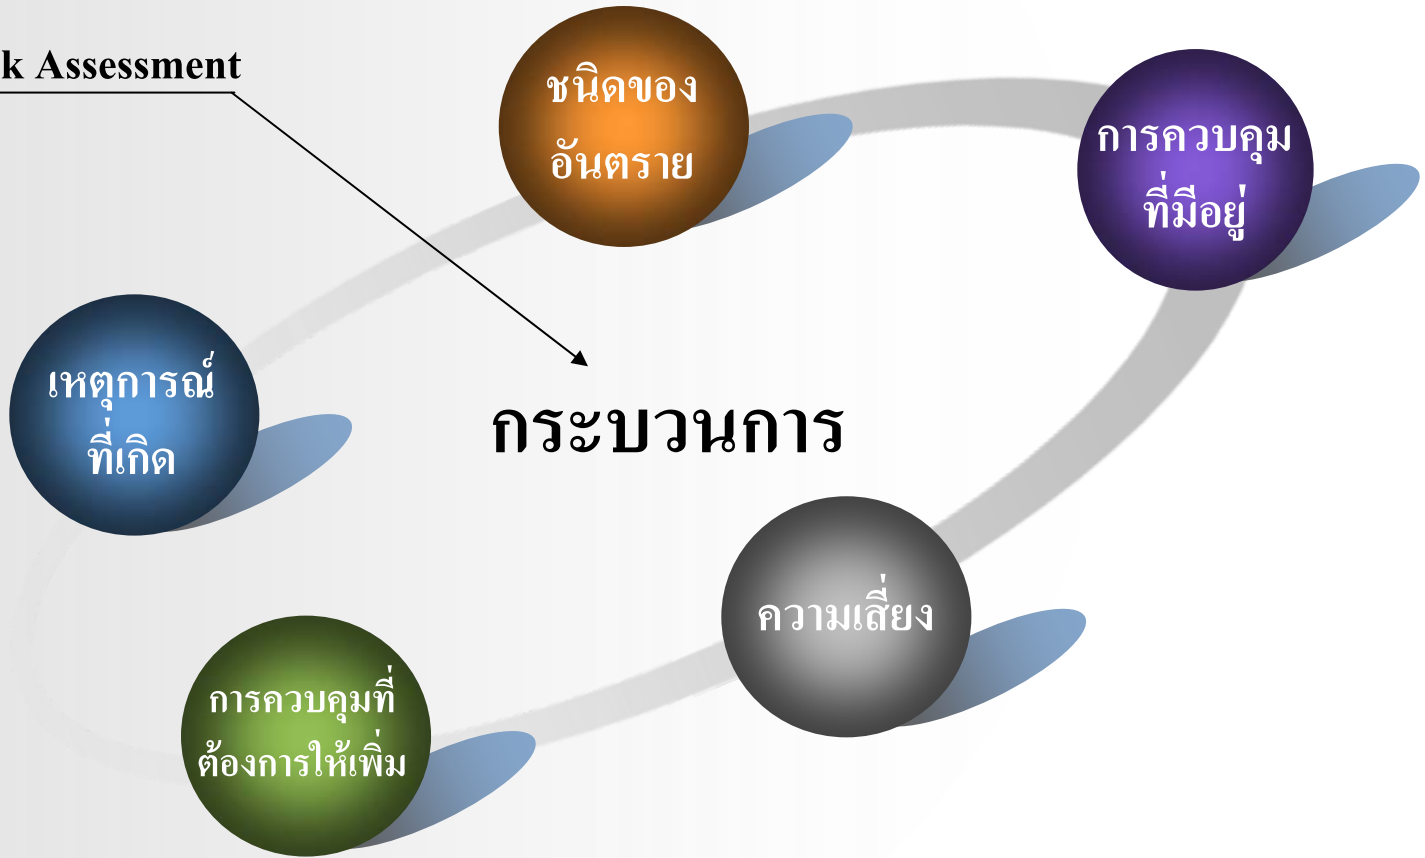 k Assessment
ชนิดของ
อันตราย
การควบคุม
ที่มีอยู่
เหตุการณ์
ที่เกิด
กระบวนการ
ความเสี่ยง
การควบคุมที่
ต้องการให้เพิ่ม